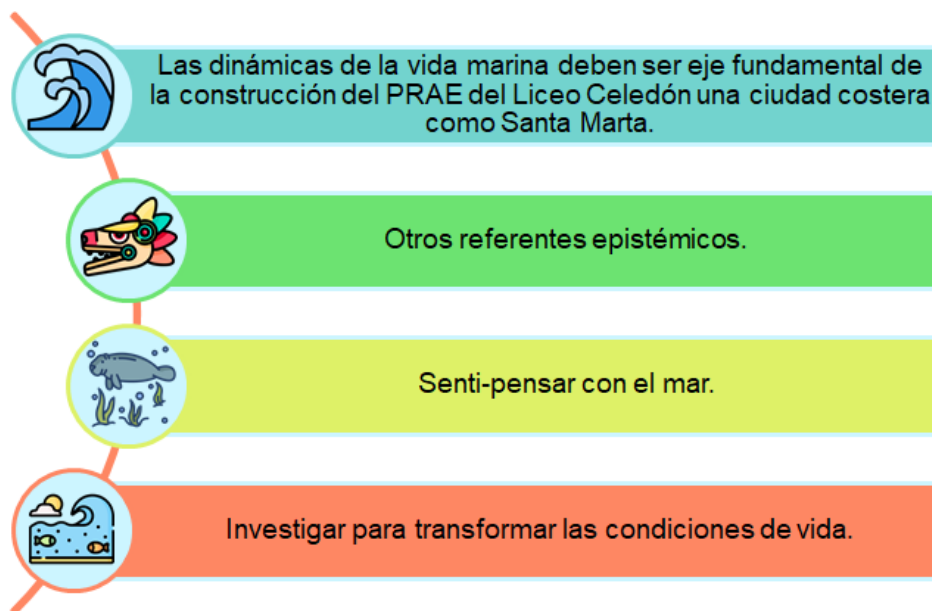 Las dinámicas de la vida marina deben ser eje fundamental de
la construcción del PRAE del Liceo Celedón una ciudad costera
como Santa Marta.
Otros referentes epistémicos.
Senti-pensar con el mar.
Investigar para transformar las condiciones de vida.